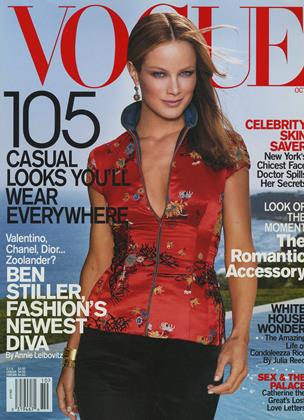 VOGUE
OCT
105
CASUAL
LOOKS YOU'LL
WEAR
EVERYWHERE
Valentino,
Chanel, Dior...
Zoolander?
BEN
STILLER,
FASHION'S
NEWEST
DIVA
By Annie Leibovitz
CELEBRITY
SKIN
SAVER
New York's
Chicest Face
Doctor Spills
Her Secrets
LOOK OF
THE
MOMENT
The
Romantic
Accessory
WHITE
HOUSE
WONDER
The Amazing
Life of
Condoleezza Rice
By Julia Reed
SEX & THE
PALACE
Catherine the
Great's Lost
Love Letters